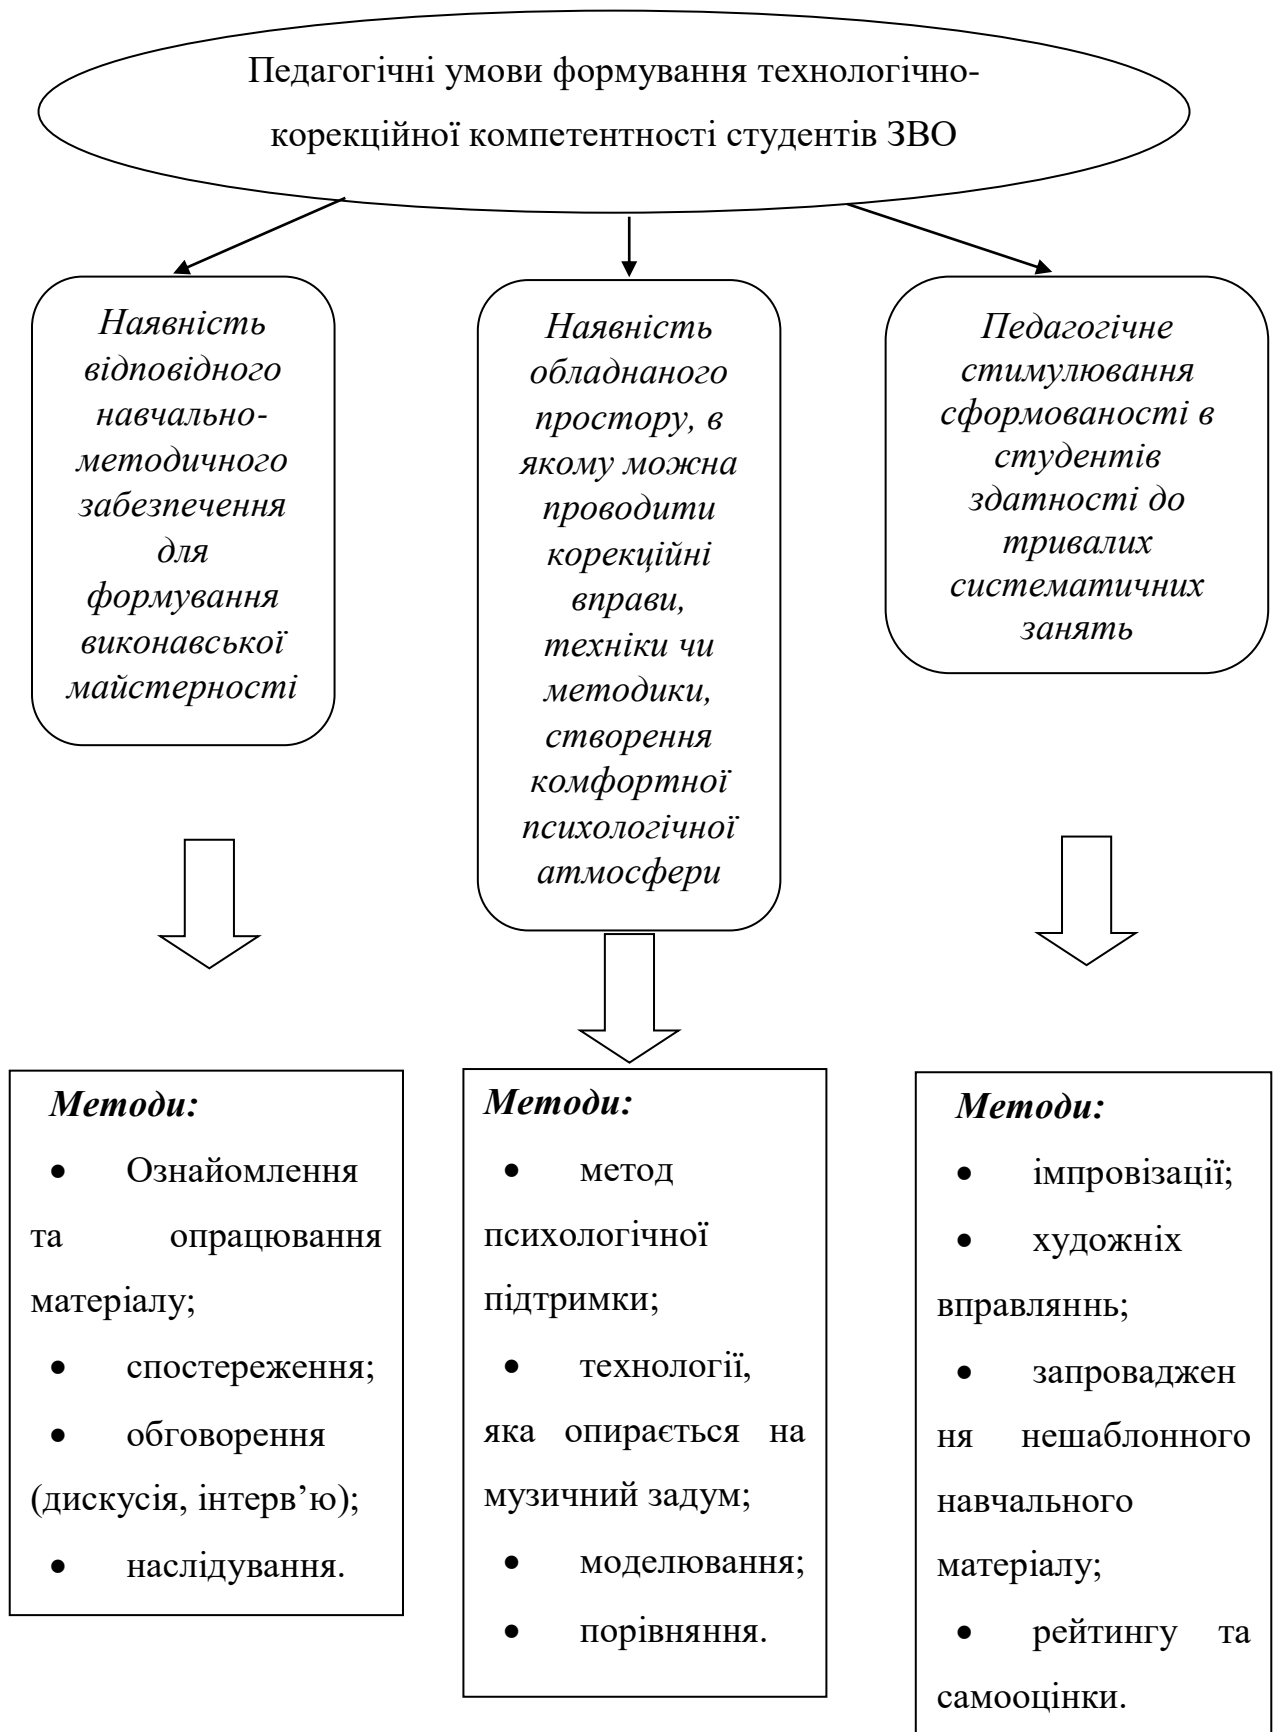 Педагогічні умови формування технологічно-
корекційної компетентності студентів ЗВО
Наявність
відповідного
навчально-
методичного
забезпечення
для
формування
виконавської
майстерності
Наявність
обладнаного
простору, в
якому можна
проводити
корекційні
вправи,
техніки чи
методики,
створення
комфортної
психологічної
атмосфери
Педагогічне
стимулювання
сформованості в
студентів
здатності до
тривалих
систематичних
занять
Методи:
• Ознайомлення
та опрацювання
матеріалу;
• спостереження;
• обговорення
(дискусія, інтерв’ю);
• наслідування.
Методи:
• метод
психологічної
підтримки;
• технології,
яка опирається на
музичний задум;
• моделювання;
• порівняння.
Методи:
• імпровізації;
• художніх
вправляннь;
• запроваджен
ня нешаблонного
навчального
матеріалу;
• рейтингу та
самооцінки.